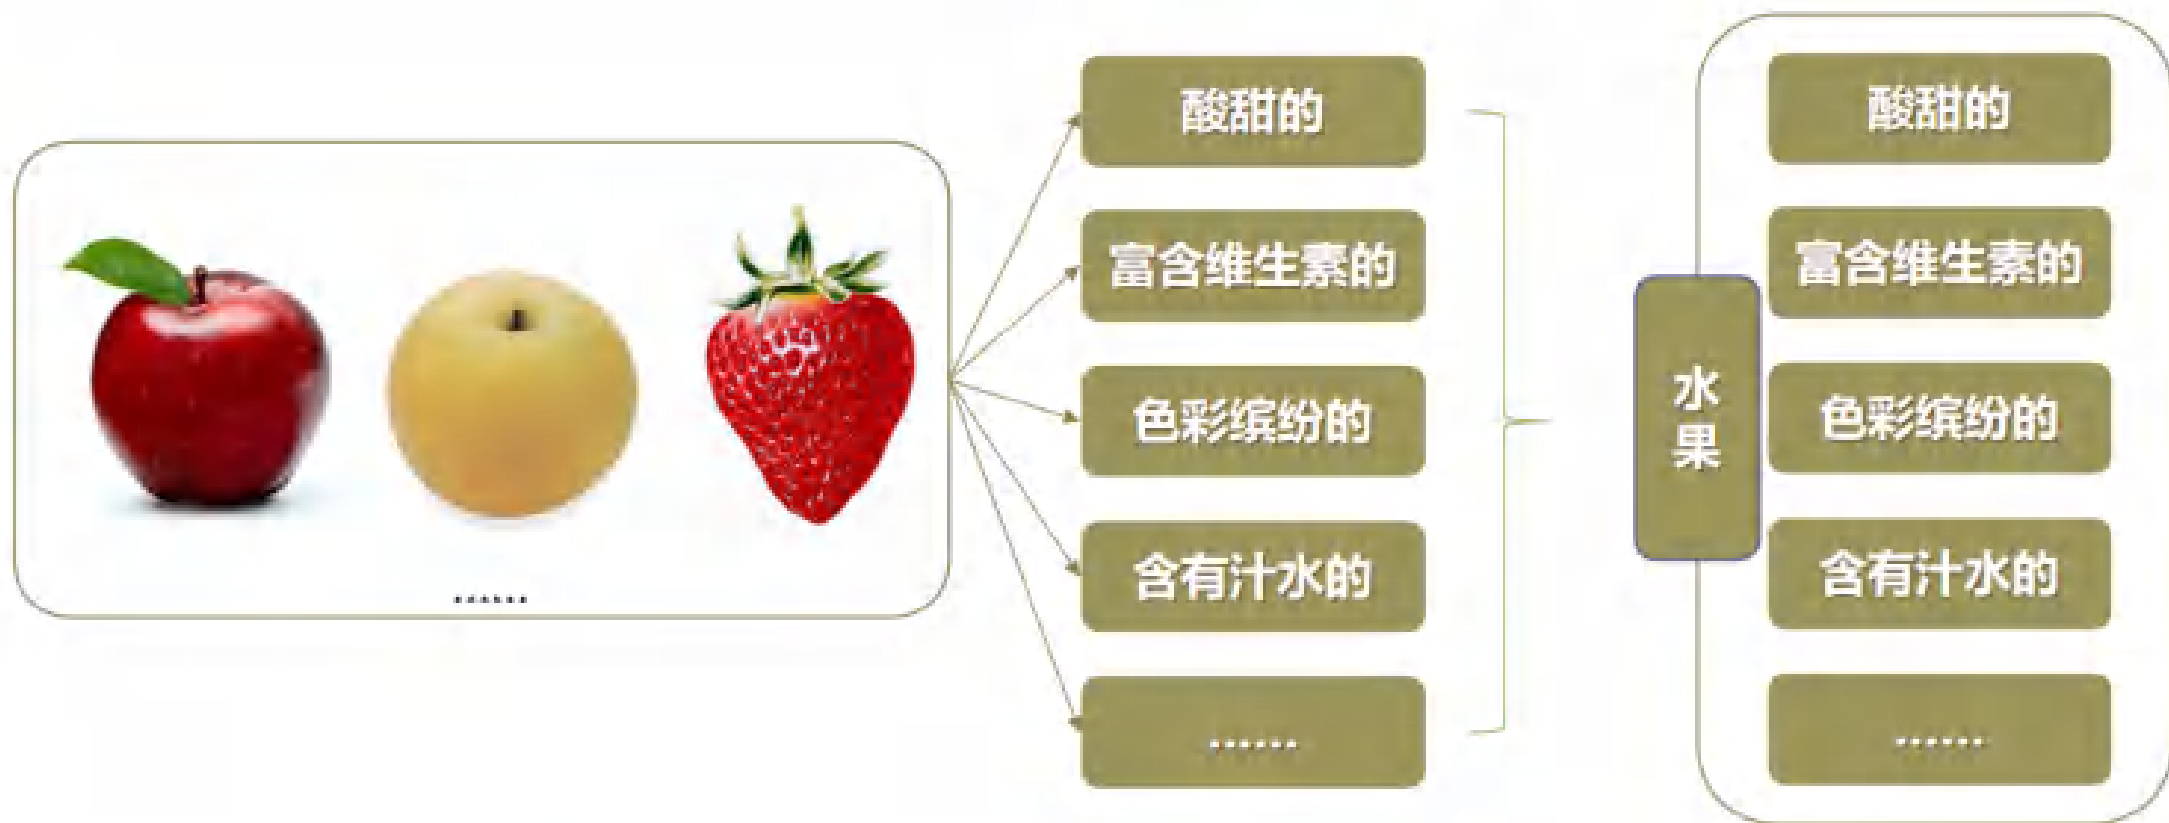 酸甜的
富含维生素的
色彩缤纷的
含有汁水的
......
......
水果
酸甜的
富含维生素的
色彩缤纷的
含有汁水的
......